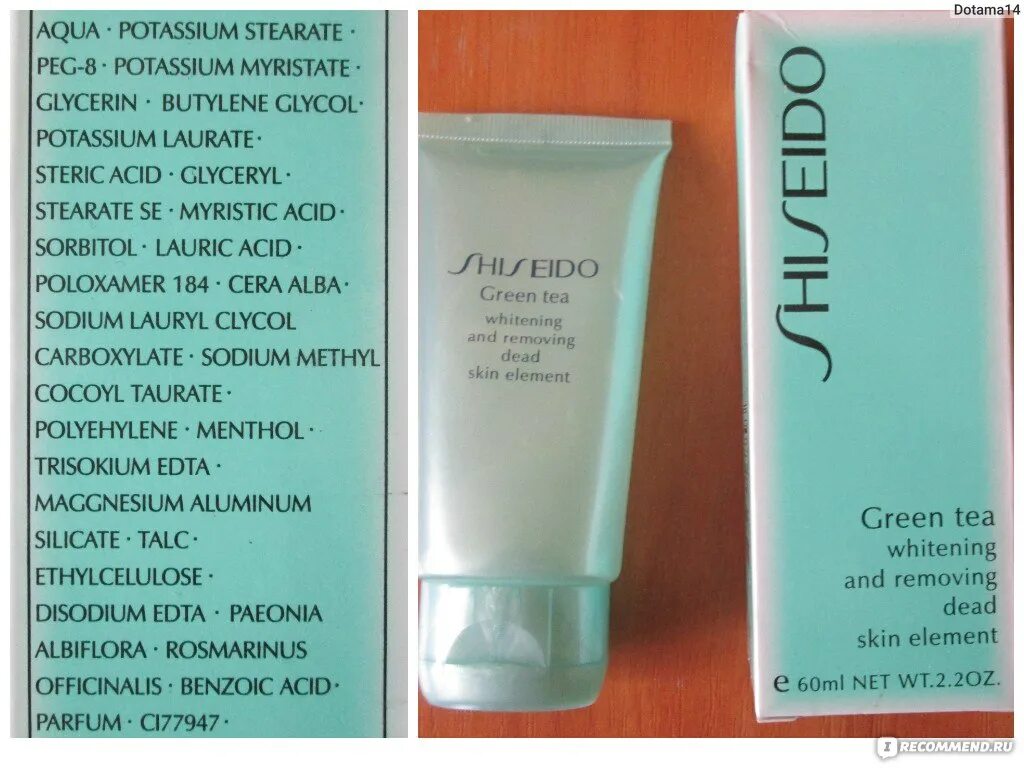 AQUA · POTASSIUM STEARATE ·
PEG-8 · POTASSIUM MYRISTATE ·
GLYCERIN · BUTYLENE GLYCOL ·
POTASSIUM LAURATE ·
STERIC ACID · GLYCERYL ·
STEARATE SE · MYRISTIC ACID ·
SORBITOL · LAURIC ACID ·
POLOXAMER 184 · CERA ALBA ·
SODIUM LAURYL CLYCOL
CARBOXYLATE · SODIUM METHYL
COCOYL TAURATE ·
POLYEHYLENE · MENTHOL ·
TRISOKIUM EDTA ·
MAGGNESIUM ALUMINUM
SILICATE · TALC ·
ETHYLCELULOSE ·
DISODIUM EDTA · PAEONIA
ALBIFLORA · ROSMARINUS
OFFICINALIS · BENZOIC ACID ·
PARFUM · CI77947 ·
SHISEIDO
Green tea
whitening
and removing
dead
skin element
SHISEIDO
Green tea
whitening
and removing
dead
skin element
e 60ml NET WT.2.2OZ.
Dotama14
I RECOMMEND.RU